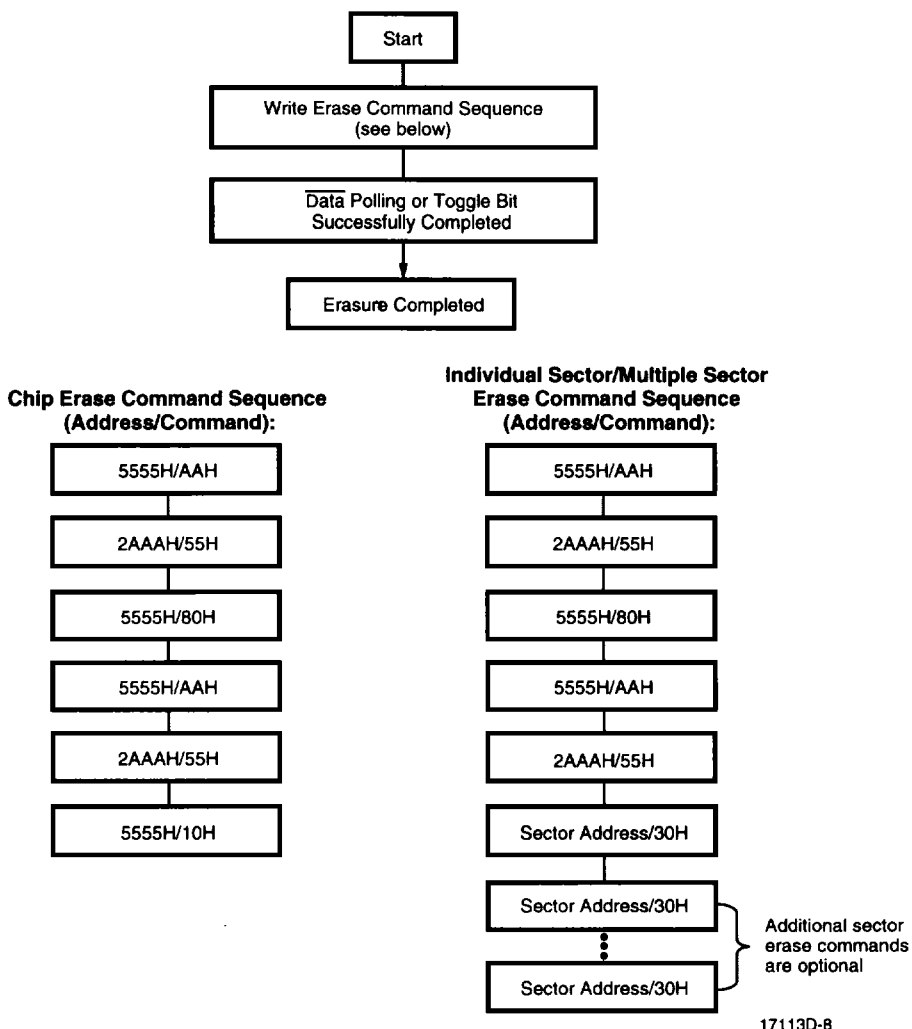 Start
Write Erase Command Sequence
(see below)
Data Polling or Toggle Bit
Successfully Completed
Erasure Completed
Chip Erase Command Sequence
(Address/Command):
5555H/AAH
2AAAH/55H
5555H/80H
5555H/AAH
2AAAH/55H
5555H/10H
Individual Sector/Multiple Sector
Erase Command Sequence
(Address/Command):
5555H/AAH
2AAAH/55H
5555H/80H
5555H/AAH
2AAAH/55H
Sector Address/30H
Sector Address/30H
Sector Address/30H
Additional sector
erase commands
are optional
17113D-8